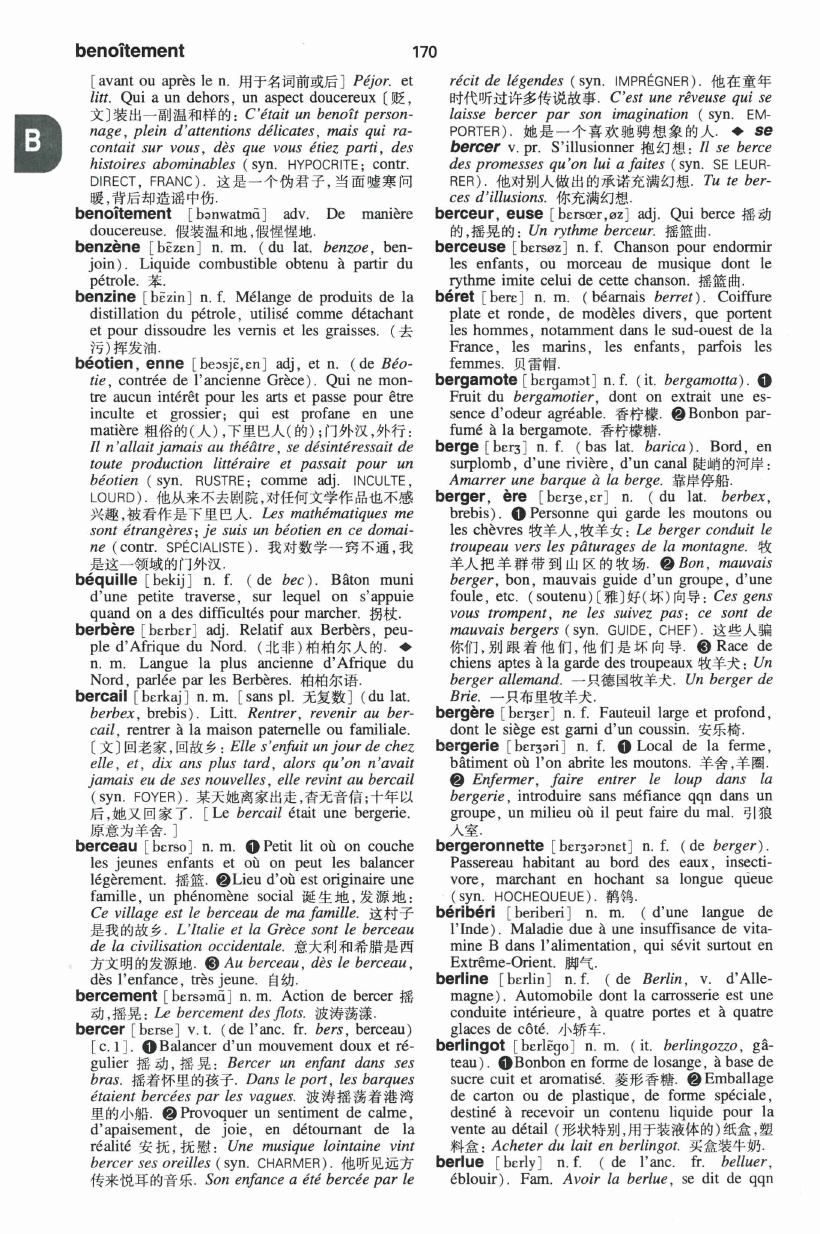 benoîtement
170
B
[avant ou après le n. 用于名词前或后] Péjor. et
litt. Qui a un dehors, un aspect doucereux〔贬，
文〕装出一副温和样的: C'était un benoît person-
nage, plein d'attentions délicates, mais qui ra-
contait sur vous, dès que vous étiez parti, des
histoires abominables (syn. HYPOCRITE; contr.
DIRECT, FRANC). 这是一个伪君子,当面嘘寒问
暖,背后却造谣中伤.
benoîtement [bənwatmɑ̃] adv. De manière
doucereuse. 假装温和地,假惺惺地.
benzène [bɛ̃zɛn] n. m. (du lat. benzoe, ben-
join). Liquide combustible obtenu à partir du
pétrole. 苯.
benzine [bɛ̃zin] n. f. Mélange de produits de la
distillation du pétrole, utilisé comme détachant
et pour dissoudre les vernis et les graisses. (去
污)挥发油.
béotien, enne [beɔsjɛ̃,ɛn] adj, et n. (de Béo-
tie, contrée de l'ancienne Grèce). Qui ne mon-
tre aucun intérêt pour les arts et passe pour être
inculte et grossier; qui est profane en une
matière 粗俗的(人),下里巴人(的);门外汉,外行:
Il n'allait jamais au théâtre, se désintéressait de
toute production littéraire et passait pour un
béotien (syn. RUSTRE; comme adj. INCULTE,
LOURD). 他从来不去剧院,对任何文学作品也不感
兴趣,被看作是下里巴人. Les mathématiques me
sont étrangères; je suis un béotien en ce domai-
ne (contr. SPÉCIALISTE). 我对数学一窍不通,我
是这一领域的门外汉.
béquille [bekij] n. f. (de bec). Bâton muni
d'une petite traverse, sur lequel on s'appuie
quand on a des difficultés pour marcher. 拐杖.
berbère [bɛrbɛr] adj. Relatif aux Berbèrs, peu-
ple d'Afrique du Nord. (北非)柏柏尔人的. ◆
n. m. Langue la plus ancienne d'Afrique du
Nord, parlée par les Berbères. 柏柏尔语.
bercail [bɛrkaj] n. m. [sans pl. 无复数] (du lat.
berbex, brebis). Litt. Rentrer, revenir au ber-
cail, rentrer à la maison paternelle ou familiale.
〔文〕回老家,回故乡: Elle s'enfuit un jour de chez
elle, et, dix ans plus tard, alors qu'on n'avait
jamais eu de ses nouvelles, elle revint au bercail
(syn. FOYER). 某天她离家出走,杳无音信;十年以
后,她又回家了. [Le bercail était une bergerie.
原意为羊舍.]
berceau [bɛrso] n. m. ❶Petit lit où on couche
les jeunes enfants et où on peut les balancer
légèrement. 摇篮. ❷Lieu d'où est originaire une
famille, un phénomène social 诞生地,发源地:
Ce village est le berceau de ma famille. 这村子
是我的故乡. L'Italie et la Grèce sont le berceau
de la civilisation occidentale. 意大利和希腊是西
方文明的发源地. ❸ Au berceau, dès le berceau,
dès l'enfance, très jeune. 自幼.
bercement [bɛrsəmɑ̃] n. m. Action de bercer 摇
动,摇晃: Le bercement des flots. 波涛荡漾.
bercer [bɛrse] v. t. (de l'anc. fr. bers, berceau)
[c. 1]. ❶Balancer d'un mouvement doux et ré-
gulier 摇动,摇晃: Bercer un enfant dans ses
bras. 摇着怀里的孩子. Dans le port, les barques
étaient bercées par les vagues. 波涛摇荡着港湾
里的小船. ❷Provoquer un sentiment de calme,
d'apaisement, de joie, en détournant de la
réalité 安抚,抚慰: Une musique lointaine vint
bercer ses oreilles (syn. CHARMER). 他听见远方
传来悦耳的音乐. Son enfance a été bercée par le
récit de légendes (syn. IMPRÉGNER). 他在童年
时代听过许多传说故事. C'est une rêveuse qui se
laisse bercer par son imagination (syn. EM-
PORTER). 她是一个喜欢驰骋想象的人. ◆ se
bercer v. pr. S'illusionner 抱幻想: Il se berce
des promesses qu'on lui a faites (syn. SE LEUR-
RER). 他对别人做出的承诺充满幻想. Tu te ber-
ces d'illusions. 你充满幻想.
berceur, euse [bɛrsœr,øz] adj. Qui berce 摇动
的,摇晃的: Un rythme berceur. 摇篮曲.
berceuse [bɛrsøz] n. f. Chanson pour endormir
les enfants, ou morceau de musique dont le
rythme imite celui de cette chanson. 摇篮曲.
béret [berɛ] n. m. (béarnais berret). Coiffure
plate et ronde, de modèles divers, que portent
les hommes, notamment dans le sud-ouest de la
France, les marins, les enfants, parfois les
femmes. 贝雷帽.
bergamote [bɛrgamɔt] n. f. (it. bergamotta). ❶
Fruit du bergamotier, dont on extrait une es-
sence d'odeur agréable. 香柠檬. ❷Bonbon par-
fumé à la bergamote. 香柠檬糖.
berge [bɛrʒ] n. f. (bas lat. barica). Bord, en
surplomb, d'une rivière, d'un canal 陡峭的河岸:
Amarrer une barque à la berge. 靠岸停船.
berger, ère [bɛrʒe,ɛr] n. (du lat. berbex,
brebis). ❶Personne qui garde les moutons ou
les chèvres 牧羊人,牧羊女: Le berger conduit le
troupeau vers les pâturages de la montagne. 牧
羊人把羊群带到山区的牧场. ❷Bon, mauvais
berger, bon, mauvais guide d'un groupe, d'une
foule, etc. (soutenu)〔雅〕好(坏)向导: Ces gens
vous trompent, ne les suivez pas: ce sont de
mauvais bergers (syn. GUIDE, CHEF). 这些人骗
你们,别跟着他们,他们是坏向导. ❸Race de
chiens aptes à la garde des troupeaux 牧羊犬: Un
berger allemand. 一只德国牧羊犬. Un berger de
Brie. 一只布里牧羊犬.
bergère [bɛrʒɛr] n. f. Fauteuil large et profond,
dont le siège est garni d'un coussin. 安乐椅.
bergerie [bɛrʒəri] n. f. ❶ Local de la ferme,
bâtiment où l'on abrite les moutons. 羊舍,羊圈.
❷ Enfermer, faire entrer le loup dans la
bergerie, introduire sans méfiance qqn dans un
groupe, un milieu où il peut faire du mal. 引狼
入室.
bergeronnette [bɛrʒərɔnɛt] n. f. (de berger).
Passereau habitant au bord des eaux, insecti-
vore, marchant en hochant sa longue queue
(syn. HOCHEQUEUE). 鹡鸰.
béribéri [beriberi] n. m. (d'une langue de
l'Inde). Maladie due à une insuffisance de vita-
mine B dans l'alimentation, qui sévit surtout en
Extrême-Orient. 脚气.
berline [bɛrlin] n. f. (de Berlin, v. d'Alle-
magne). Automobile dont la carrosserie est une
conduite intérieure, à quatre portes et à quatre
glaces de côté. 小轿车.
berlingot [bɛrlɛ̃go] n. m. (it. berlingozzo, gâ-
teau). ❶Bonbon en forme de losange, à base de
sucre cuit et aromatisé. 菱形香糖. ❷Emballage
de carton ou de plastique, de forme spéciale,
destiné à recevoir un contenu liquide pour la
vente au détail (形状特别,用于装液体的)纸盒,塑
料盒: Acheter du lait en berlingot. 买盒装牛奶.
berlue [bɛrly] n. f. (de l'anc. fr. belluer,
éblouir). Fam. Avoir la berlue, se dit de qqn